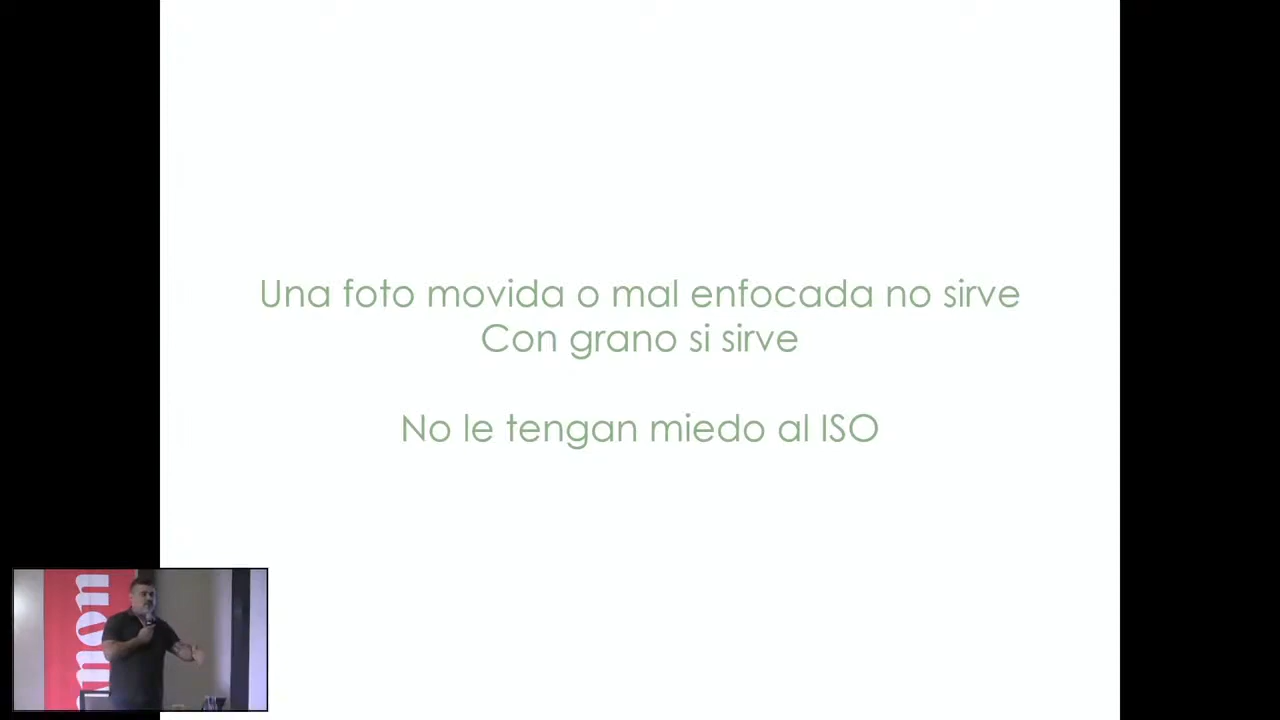 Una foto movida o mal enfocada no sirve
Con grano si sirve
No le tengan miedo al ISO